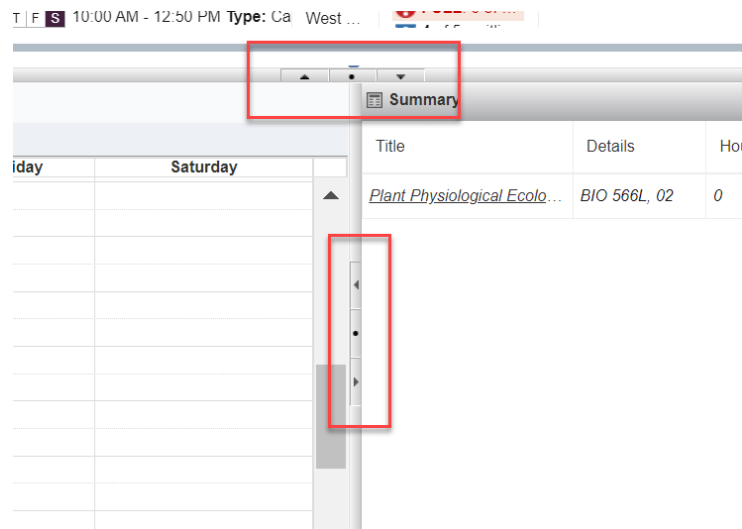 T F S 10:00 AM - 12:50 PM Type: Ca West ...
Summary
Title Details Hou
iday Saturday
Plant Physiological Ecolo... BIO 566L, 02 0